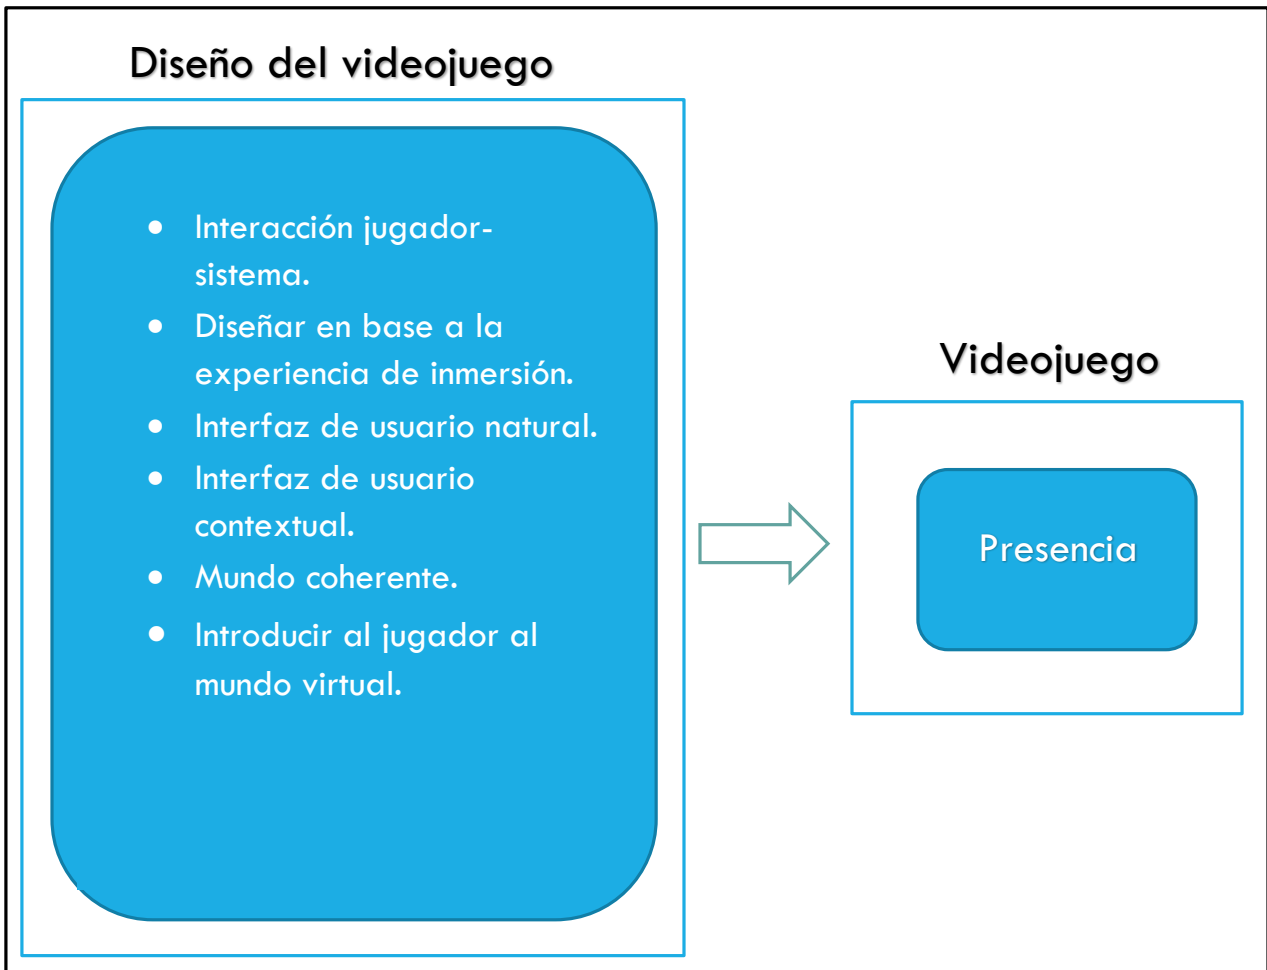 Diseño del videojuego
• Interacción jugador-
sistema.
• Diseñar en base a la
experiencia de inmersión.
• Interfaz de usuario natural.
• Interfaz de usuario
contextual.
• Mundo coherente.
• Introducir al jugador al
mundo virtual.
Videojuego
Presencia